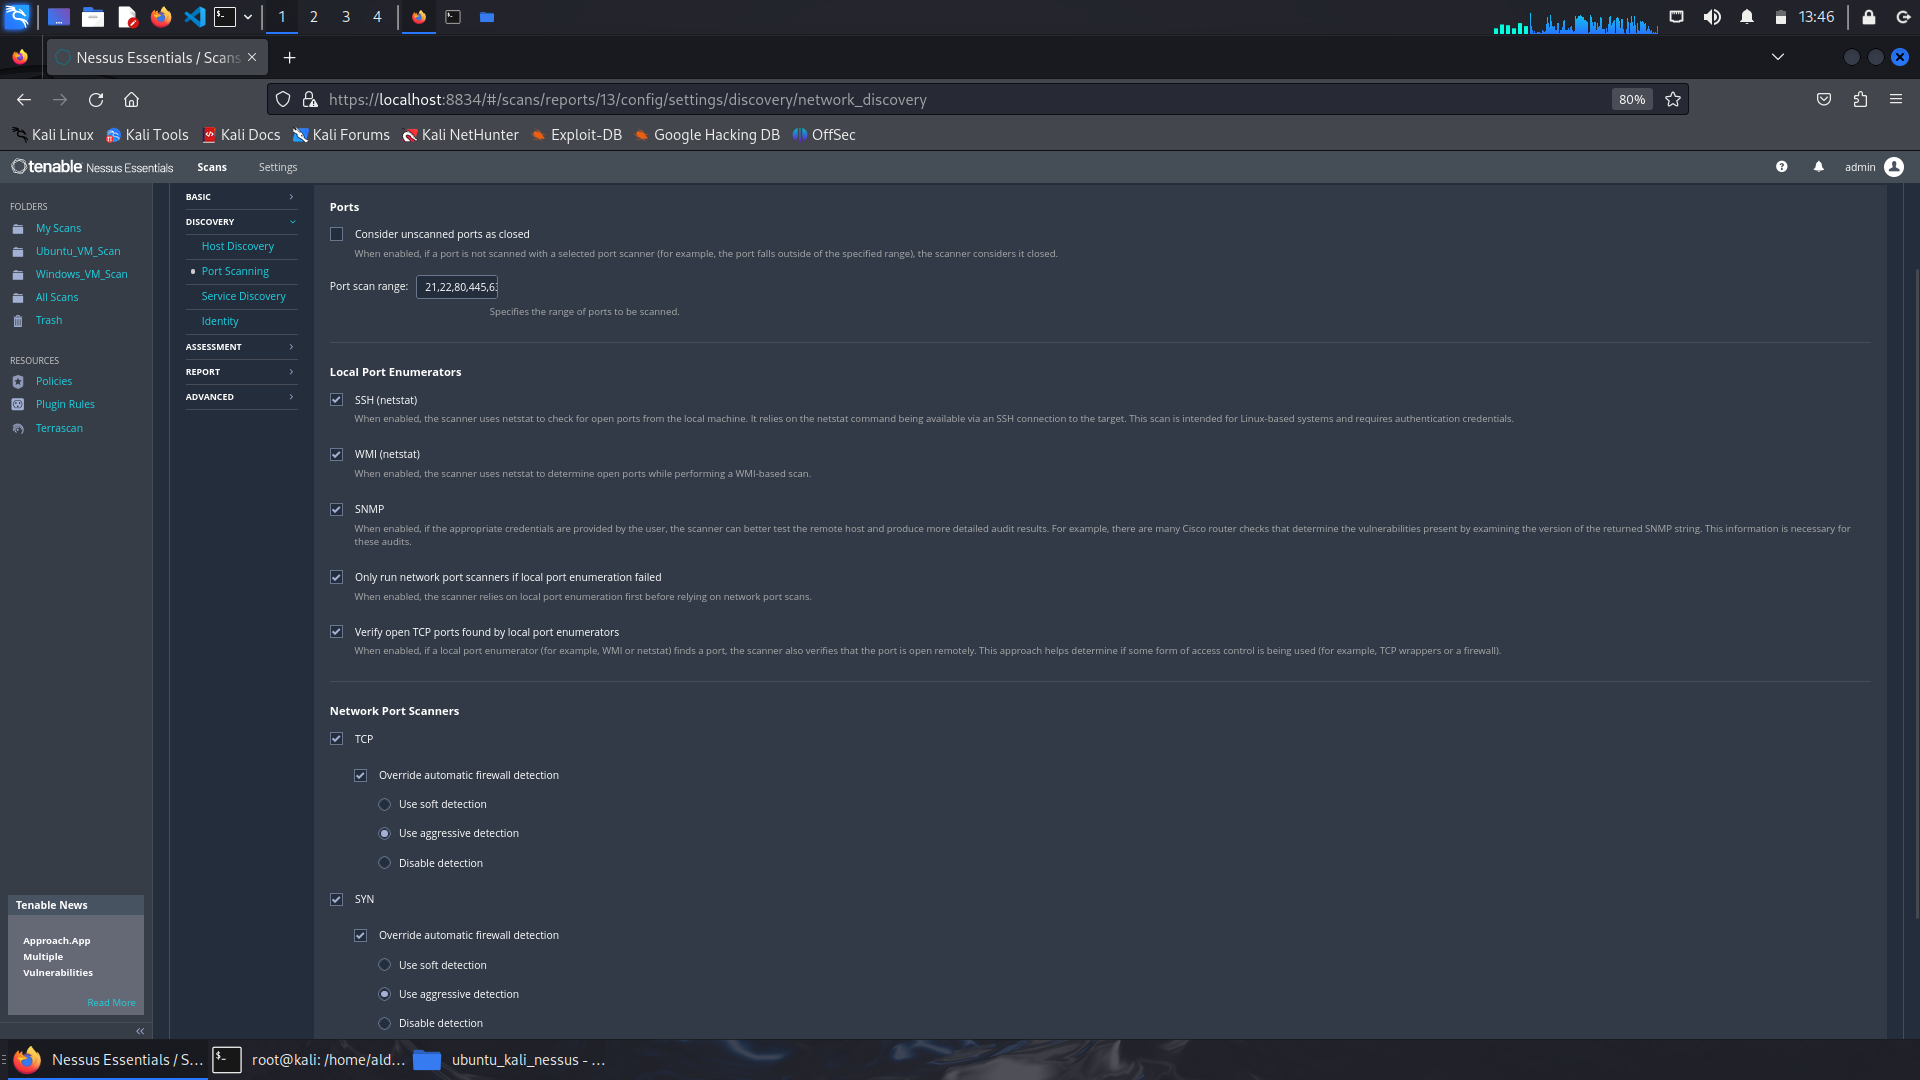 1 2 3 4
13:46
Nessus Essentials / Scans
https://localhost:8834/#/scans/reports/13/config/settings/discovery/network_discovery
80%
Kali Linux Kali Tools Kali Docs Kali Forums Kali NetHunter Exploit-DB Google Hacking DB OffSec
tenable Nessus Essentials Scans Settings admin
FOLDERS
My Scans
Ubuntu_VM_Scan
Windows_VM_Scan
All Scans
Trash
RESOURCES
Policies
Plugin Rules
Terrascan
Tenable News
Approach.App
Multiple
Vulnerabilities
Read More
BASIC
DISCOVERY
Host Discovery
Port Scanning
Service Discovery
Identity
ASSESSMENT
REPORT
ADVANCED
Ports
Consider unscanned ports as closed
When enabled, if a port is not scanned with a selected port scanner (for example, the port falls outside of the specified range), the scanner considers it closed.
Port scan range: 21,22,80,445,6
Specifies the range of ports to be scanned.
Local Port Enumerators
SSH (netstat)
When enabled, the scanner uses netstat to check for open ports from the local machine. It relies on the netstat command being available via an SSH connection to the target. This scan is intended for Linux-based systems and requires authentication credentials.
WMI (netstat)
When enabled, the scanner uses netstat to determine open ports while performing a WMI-based scan.
SNMP
When enabled, if the appropriate credentials are provided by the user, the scanner can better test the remote host and produce more detailed audit results. For example, there are many Cisco router checks that determine the vulnerabilities present by examining the version of the returned SNMP string. This information is necessary for
these audits.
Only run network port scanners if local port enumeration failed
When enabled, the scanner relies on local port enumeration first before relying on network port scans.
Verify open TCP ports found by local port enumerators
When enabled, if a local port enumerator (for example, WMI or netstat) finds a port, the scanner also verifies that the port is open remotely. This approach helps determine if some form of access control is being used (for example, TCP wrappers or a firewall).
Network Port Scanners
TCP
Override automatic firewall detection
Use soft detection
Use aggressive detection
Disable detection
SYN
Override automatic firewall detection
Use soft detection
Use aggressive detection
Disable detection
Nessus Essentials / S... root@kali: /home/ald... ubuntu_kali_nessus - ...